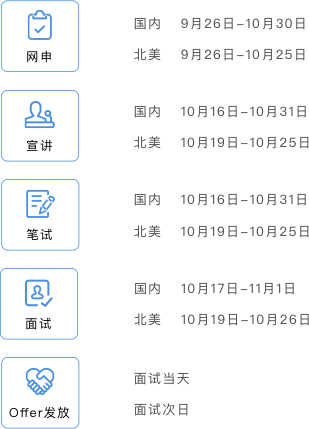 国内 9月26日-10月30日
北美 9月26日-10月25日
网申
国内 10月16日-10月31日
北美 10月19日-10月25日
宣讲
国内 10月16日-10月31日
北美 10月19日-10月25日
笔试
国内 10月17日-11月1日
北美 10月19日-10月26日
面试
面试当天
面试次日
Offer发放